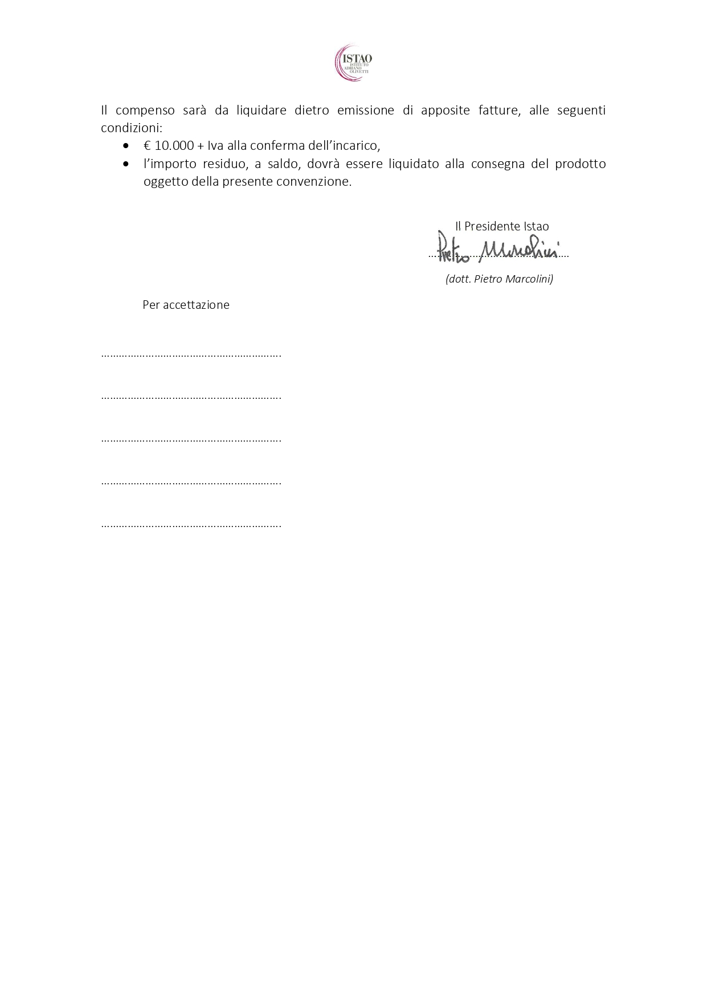 ISTAO
ISTITUTO
ADRIANO
OLIVETTI
Il compenso sarà da liquidare dietro emissione di apposite fatture, alle seguenti
condizioni:
• € 10.000 + Iva alla conferma dell’incarico,
• l’importo residuo, a saldo, dovrà essere liquidato alla consegna del prodotto
oggetto della presente convenzione.
Il Presidente Istao
Pietro Marcolini
(dott. Pietro Marcolini)
Per accettazione